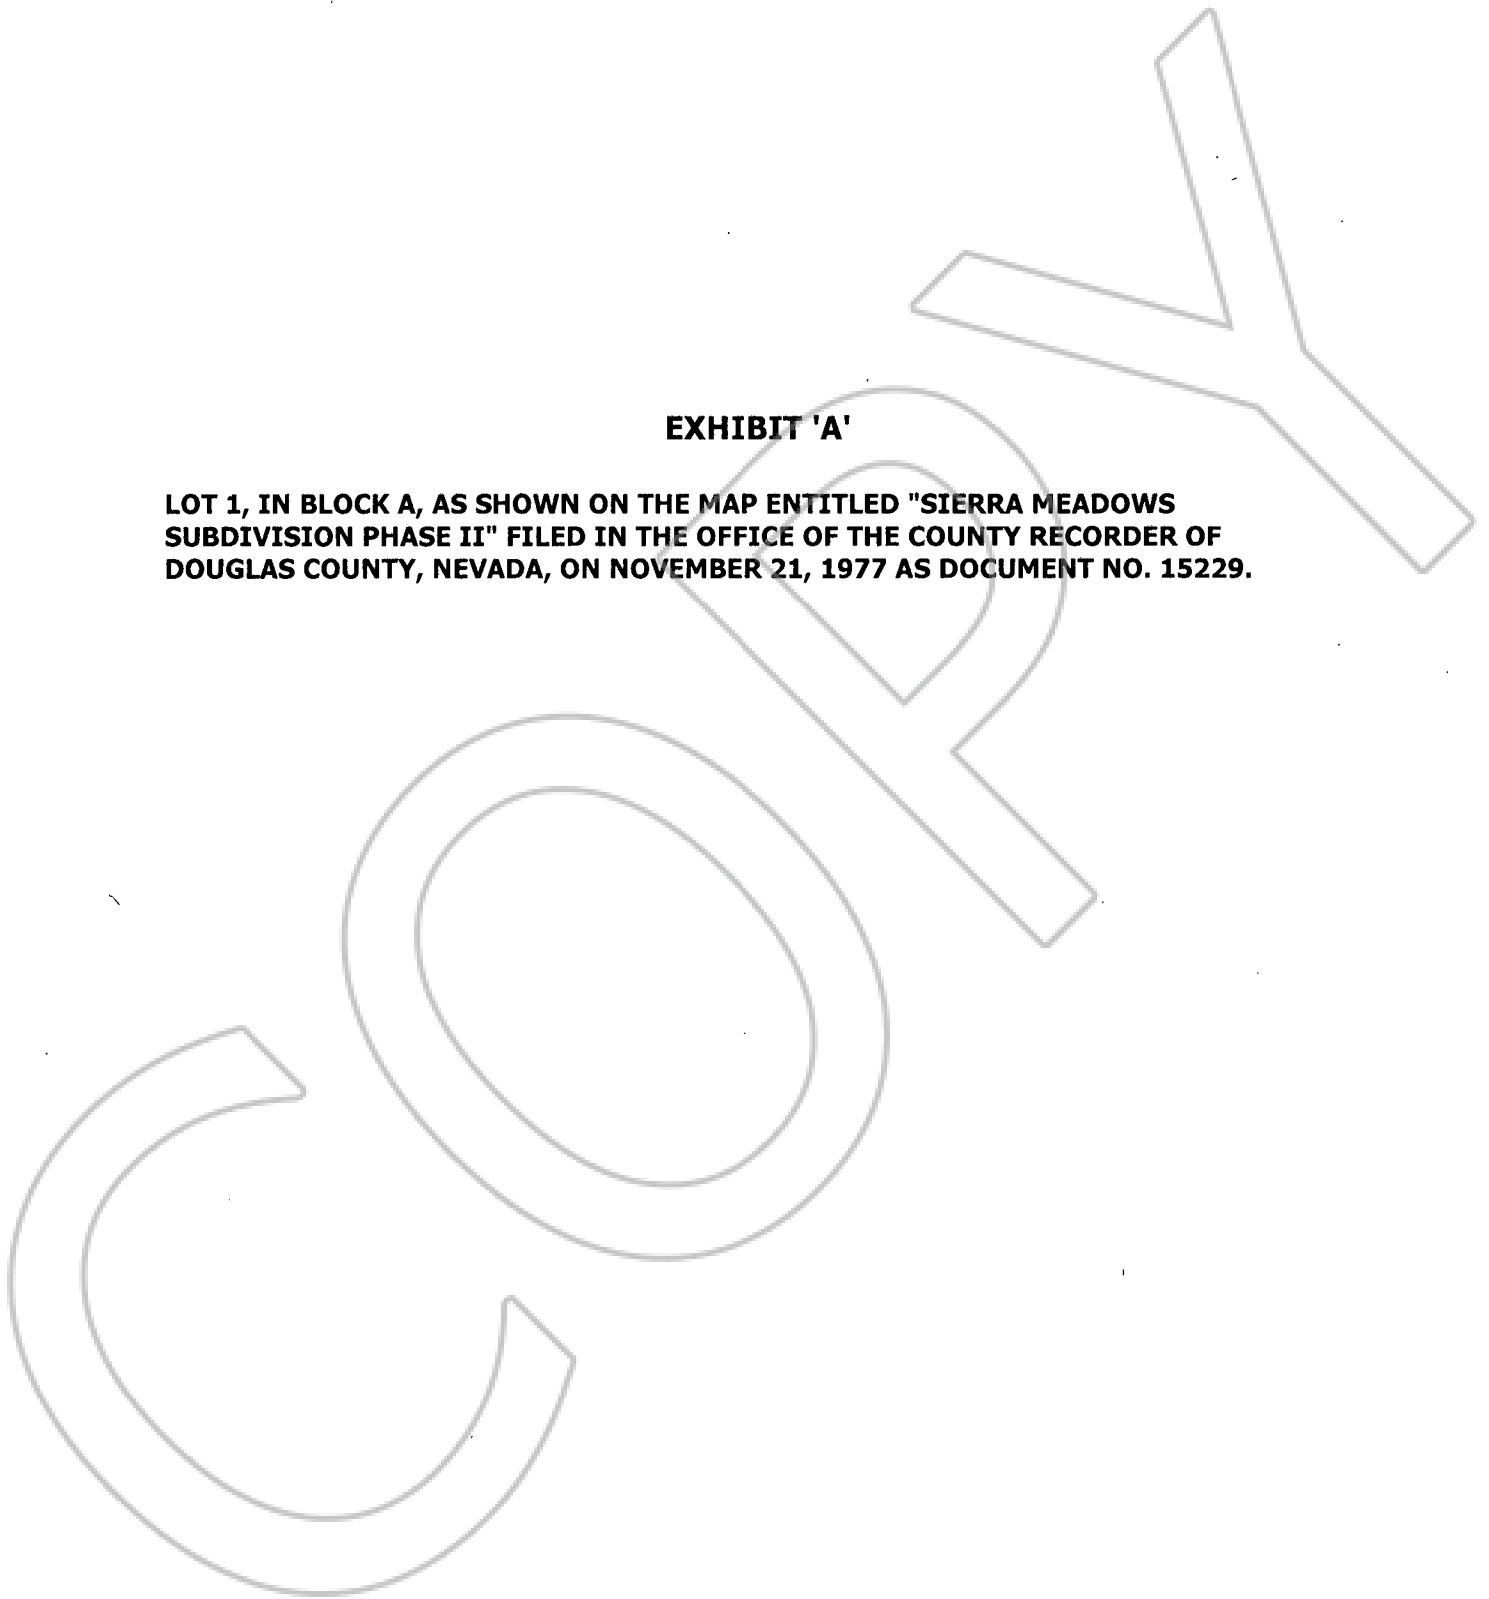 EXHIBIT 'A'
LOT 1, IN BLOCK A, AS SHOWN ON THE MAP ENTITLED "SIERRA MEADOWS
SUBDIVISION PHASE II" FILED IN THE OFFICE OF THE COUNTY RECORDER OF
DOUGLAS COUNTY, NEVADA, ON NOVEMBER 21, 1977 AS DOCUMENT NO. 15229.
COPY